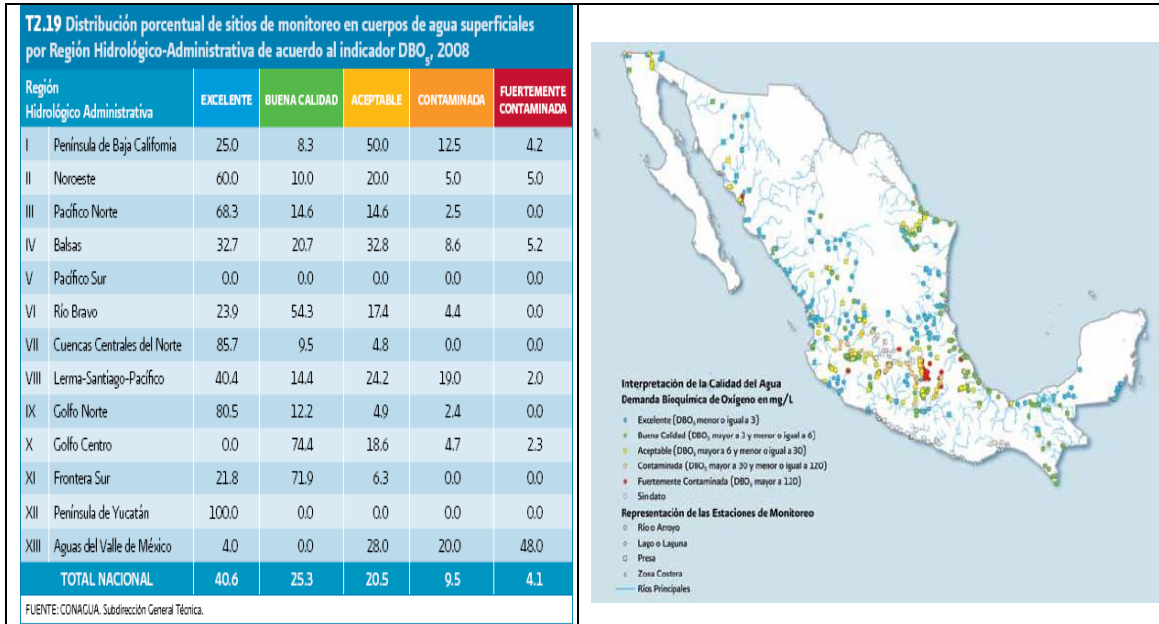 T2.19 Distribución porcentual de sitios de monitoreo en cuerpos de agua superficiales
por Región Hidrológico-Administrativa de acuerdo al indicador DBO5, 2008
Región
Hidrológico Administrativa
EXCELENTE BUENA CALIDAD ACEPTABLE CONTAMINADA FUERTEMENTE CONTAMINADA
I Península de Baja California 25.0 8.3 50.0 12.5 4.2
II Noroeste 60.0 10.0 20.0 5.0 5.0
III Pacífico Norte 68.3 14.6 14.6 2.5 0.0
IV Balsas 32.7 20.7 32.8 8.6 5.2
V Pacífico Sur 0.0 0.0 0.0 0.0 0.0
VI Río Bravo 23.9 54.3 17.4 4.4 0.0
VII Cuencas Centrales del Norte 85.7 9.5 4.8 0.0 0.0
VIII Lerma-Santiago-Pacífico 40.4 14.4 24.2 19.0 2.0
IX Golfo Norte 80.5 12.2 4.9 2.4 0.0
X Golfo Centro 0.0 74.4 18.6 4.7 2.3
XI Frontera Sur 21.8 71.9 6.3 0.0 0.0
XII Península de Yucatán 100.0 0.0 0.0 0.0 0.0
XIII Aguas del Valle de México 4.0 0.0 28.0 20.0 48.0
TOTAL NACIONAL 40.6 25.3 20.5 9.5 4.1
FUENTE: CONAGUA. Subdirección General Técnica.
Interpretación de la Calidad del Agua
Demanda Bioquímica de Oxígeno en mg/L
Excelente (DBO5 menor o igual a 3)
Buena Calidad (DBO5 mayor a 3 y menor o igual a 6)
Aceptable (DBO5 mayor a 6 y menor o igual a 30)
Contaminada (DBO5 mayor a 30 y menor o igual a 120)
Fuertemente Contaminada (DBO5 mayor a 120)
Sin dato
Representación de las Estaciones de Monitoreo
Río o Arroyo
Lago o Laguna
Presa
Zona Costera
Ríos Principales